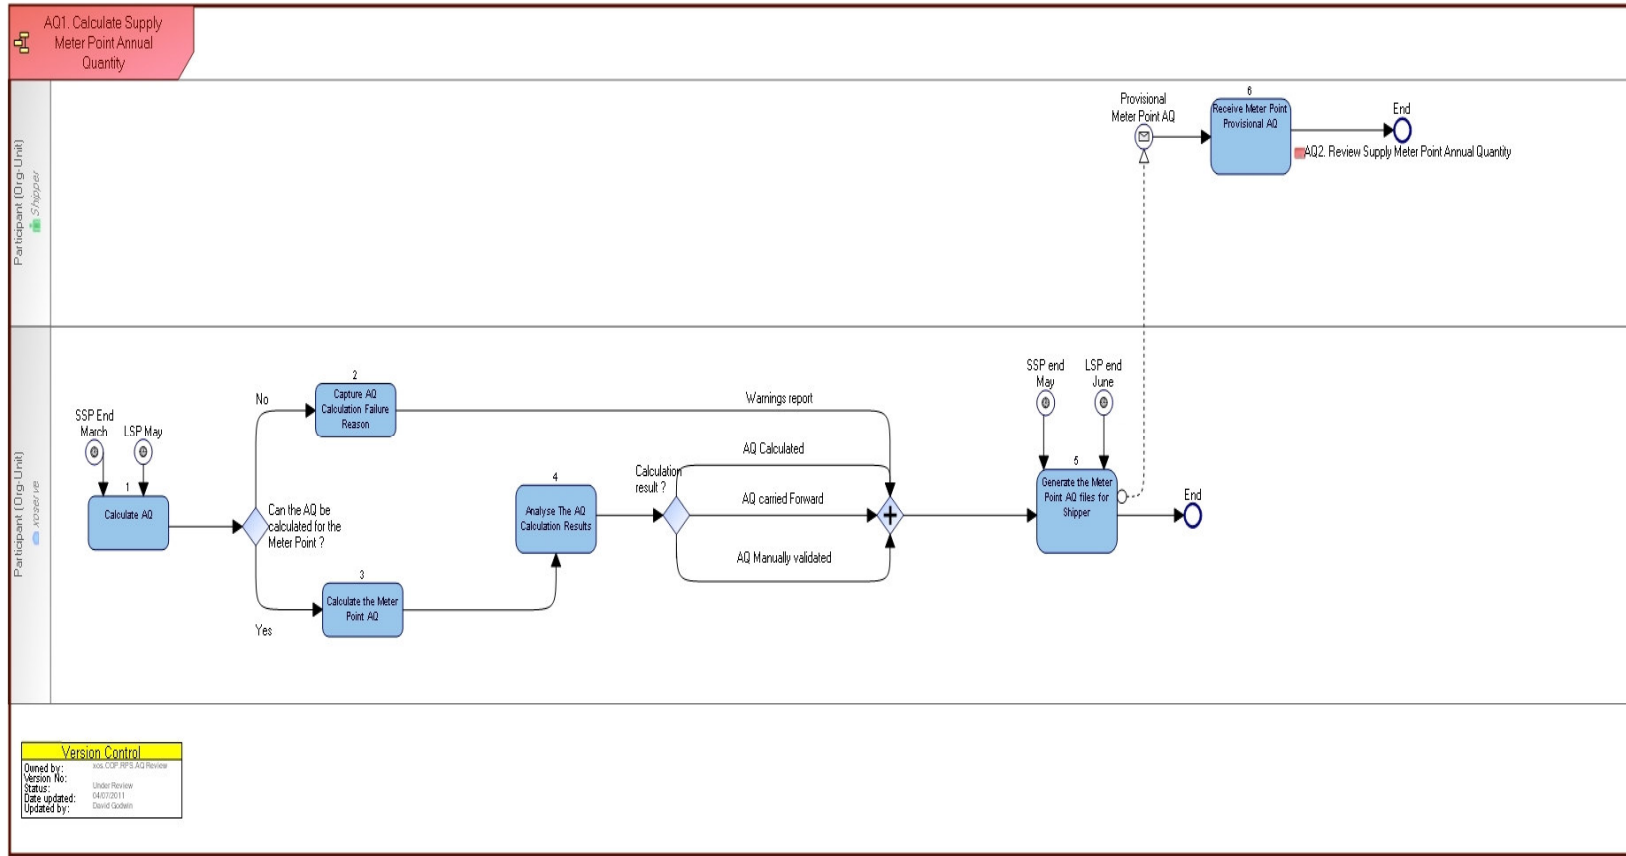 AQ1. Calculate Supply
Meter Point Annual
Quantity
Participant (Org-Unit)
Shipper
Provisional
Meter Point AQ
6
Receive Meter Point
Provisional AQ
End
AQ2. Review Supply Meter Point Annual Quantity
Participant (Org-Unit)
xoserve
SSP End
March
LSP May
1
Calculate AQ
No
Can the AQ be
calculated for the
Meter Point ?
Yes
2
Capture AQ
Calculation Failure
Reason
3
Calculate the Meter
Point AQ
4
Analyse The AQ
Calculation Results
Calculation
result ?
Warnings report
AQ Calculated
AQ carried Forward
AQ Manually validated
SSP end
May
LSP end
June
5
Generate the Meter
Point AQ files for
Shipper
End
Version Control
Owned by: xos.COP.RPS.AQ Review
Version No:
Status: Under Review
Date updated: 04/07/2011
Updated by: David Godwin